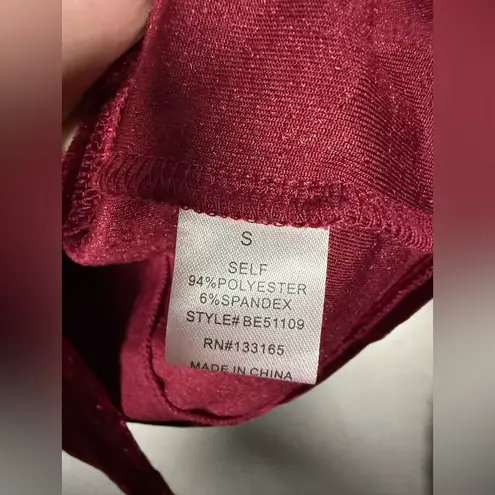 S
SELF
94%POLYESTER
6%SPANDEX
STYLE# BE51109
RN#133165
MADE IN CHINA